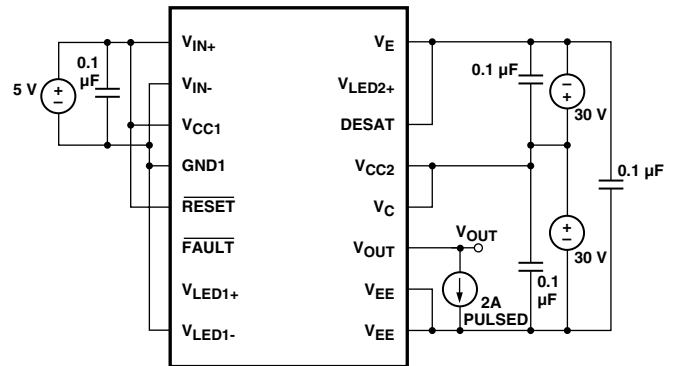 VIN+
VIN-
VCC1
GND1
RESET
FAULT
VLED1+
VLED1-
VE
VLED2+
DESAT
VCC2
VC
VOUT
VEE
VEE
5 V
+
–
0.1
µF
0.1 µF
–
+
30 V
0.1 µF
+
–
30 V
0.1
µF
VOUT
2A
PULSED